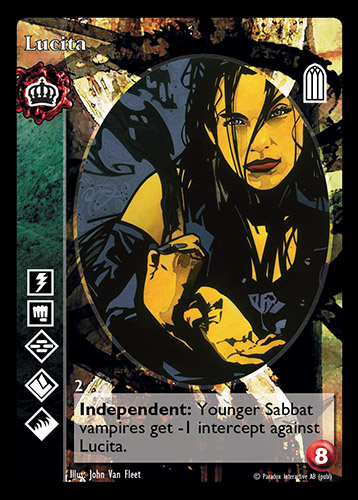 Lucita
2
Independent: Younger Sabbat
vampires get -1 intercept against
Lucita.
8
Illus: John Van Fleet
© Paradox Interactive AB (publ)